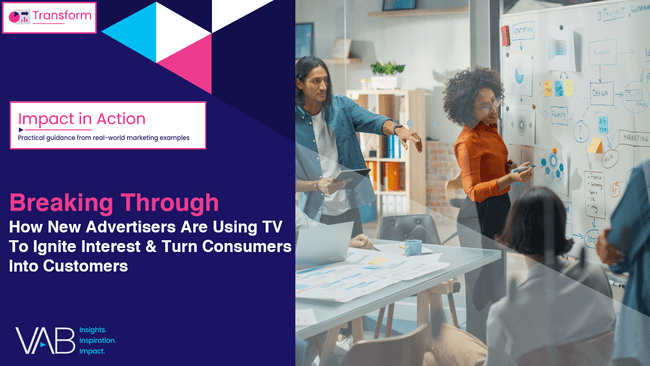 Transform
Impact in Action
Practical guidance from real-world marketing examples
Breaking Through
How New Advertisers Are Using TV
To Ignite Interest & Turn Consumers
Into Customers
VAB
Insights.
Inspiration.
Impact.
DESIGN
MARKETING